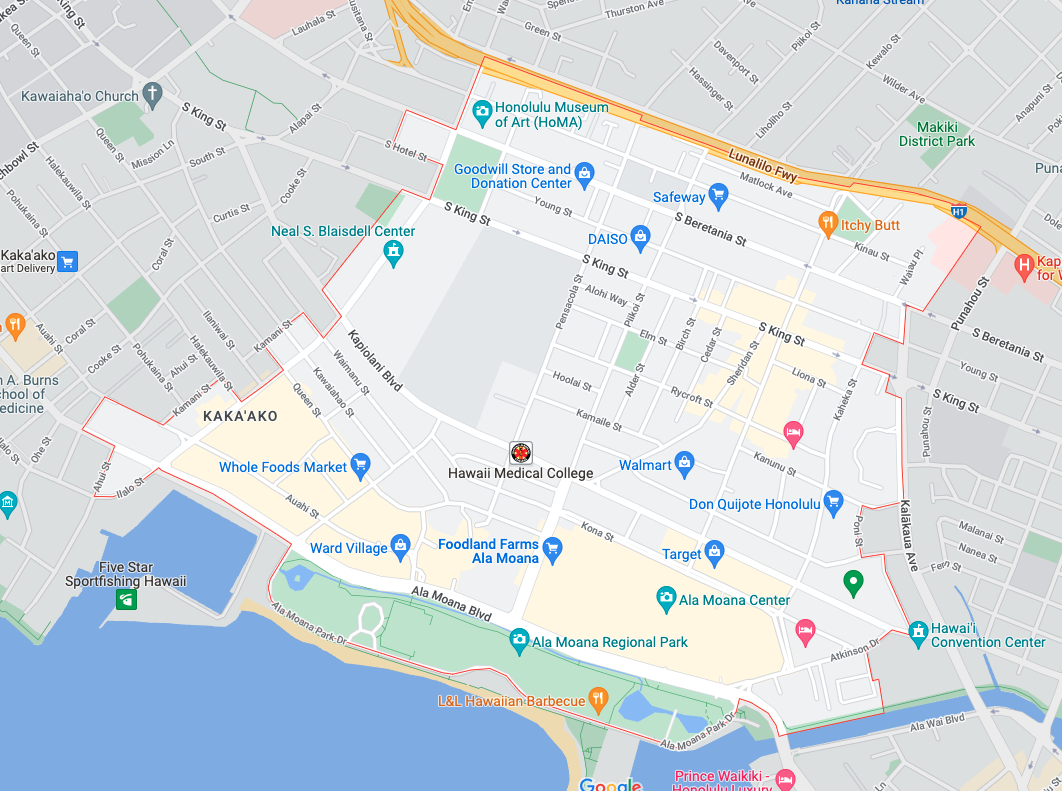 Kanaha Stream
Thurston Ave
Green St
Lauhala St
Queen St
S King St
Piikoi St
Kewalo St
Davenport St
Hassinger St
Wilder Ave
Anapuni St
Liholiho St
Kawaiaha'o Church
S King St
Alapai St
Honolulu Museum
of Art (HoMA)
Makiki
District Park
Queen St
Mission Ln
South St
S Hotel St
Lunalilo Fwy
Matlock Ave
Halekauwila St
Cooke St
Goodwill Store and
Donation Center
Safeway
Pohukaina St
Curtis St
S King St
Young St
S Beretania St
H1
Itchy Butt
Neal S. Blaisdell Center
DAISO
Kinau St
Waiau Pl
Kaka'ako
art Delivery
Coral St
S King St
Kap
for W
H
Alohi Way
Pensacola St
Piikoi St
Punahou St
Ilaniwai St
Kamani St
S King St
S Beretania St
Auahi St
Coral St
Cooke St
Pohukaina St
Halekauwila St
Ahui St
Kapiolani Blvd
Waimanu St
Kawaiahao St
Queen St
Elm St
Birch St
Cedar St
Sheridan St
Young St
n A. Burns
chool of
edicine
Kamani St
Hoolai St
Alder St
Rycroft St
Liona St
Kaheka St
S King St
KAKA'AKO
Kamaile St
Punahou St
Ohe St
Ilalo St
Ahui St
Ilalo St
Whole Foods Market
Hawaii Medical College
Walmart
Kanunu St
Auahi St
Don Quijote Honolulu
Kona St
Poni St
Kalākaua Ave
Malanai St
Nanea St
Fern St
Ward Village
Foodland Farms
Ala Moana
Target
Five Star
Sportfishing Hawaii
Ala Moana Blvd
Ala Moana Center
Ala Moana Park Dr
Ala Moana Regional Park
Atkinson Dr
Hawai'i
Convention Center
L&L Hawaiian Barbecue
Ala Moana Park Dr
Ala Wai Blvd
Prince Waikiki -
Honolulu Luxury
Google